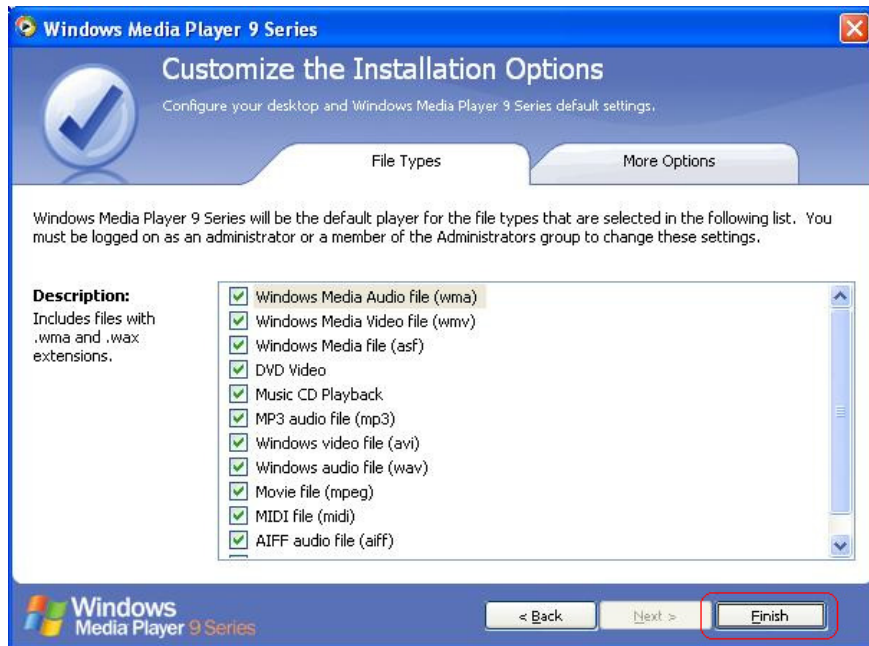 Windows Media Player 9 Series
Customize the Installation Options
Configure your desktop and Windows Media Player 9 Series default settings.
File Types
More Options
Windows Media Player 9 Series will be the default player for the file types that are selected in the following list. You
must be logged on as an administrator or a member of the Administrators group to change these settings.
Description:
Includes files with
.wma and .wax
extensions.
Windows Media Audio file (wma)
Windows Media Video file (wmv)
Windows Media file (asf)
DVD Video
Music CD Playback
MP3 audio file (mp3)
Windows video file (avi)
Windows audio file (wav)
Movie file (mpeg)
MIDI file (midi)
AIFF audio file (aiff)
Windows
Media Player 9 Series
< Back
Next >
Finish